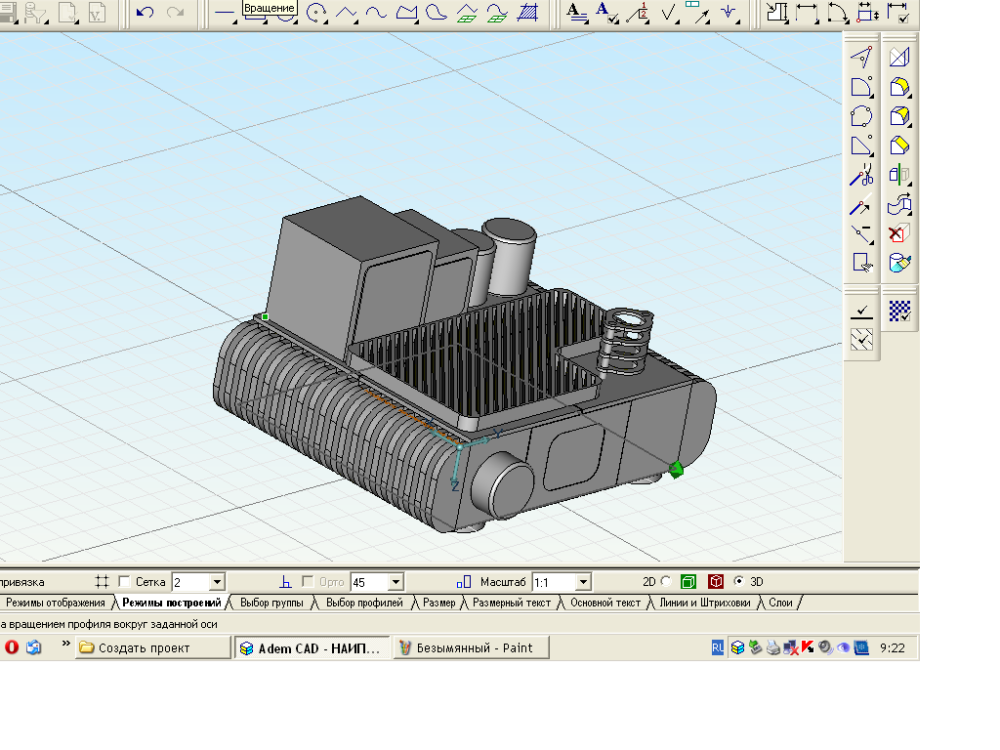 Вращение
Y
Z
привязка Сетка 2 Орто 45 Масштаб 1:1 2D 3D
Режимы отображения Режимы построений Выбор группы Выбор профилей Размер Размерный текст Основной текст Линии и Штриховки Слои
а вращением профиля вокруг заданной оси
» Создать проект Adem CAD - НАИП... Безымянный - Paint RU 9:22